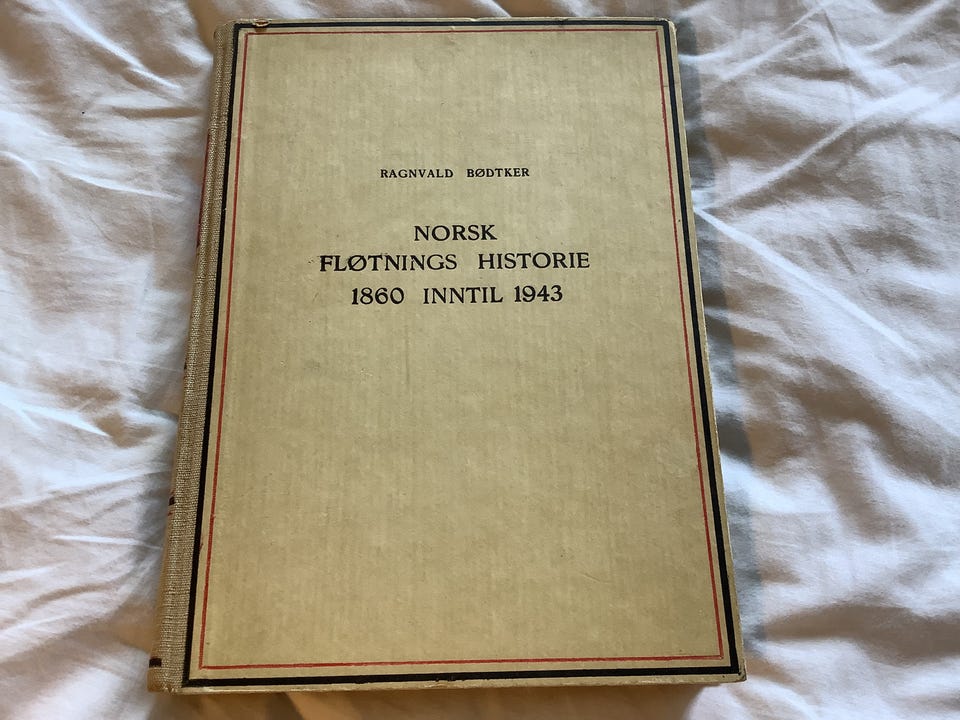 RAGNVALD BØDTKER
NORSK
FLØTNINGS HISTORIE
1860 INNTIL 1943